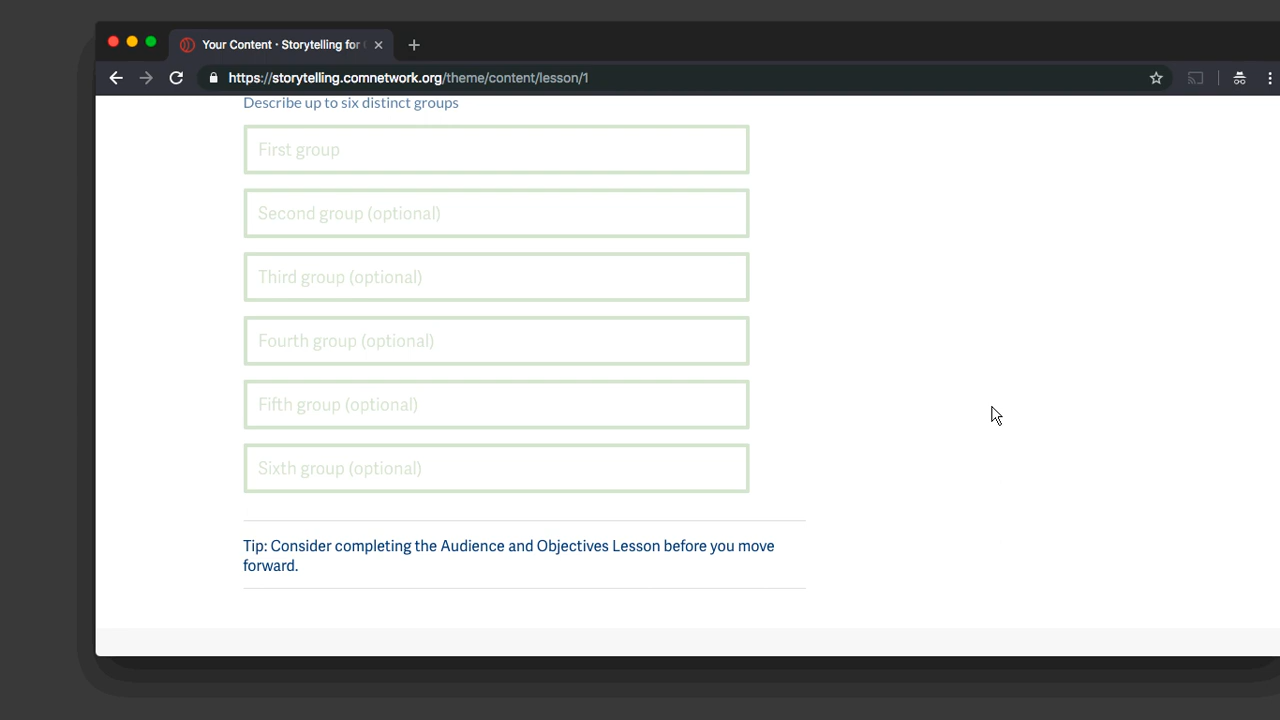 Your Content · Storytelling for
https://storytelling.comnetwork.org/theme/content/lesson/1
Describe up to six distinct groups
First group
Second group (optional)
Third group (optional)
Fourth group (optional)
Fifth group (optional)
Sixth group (optional)
Tip: Consider completing the Audience and Objectives Lesson before you move
forward.